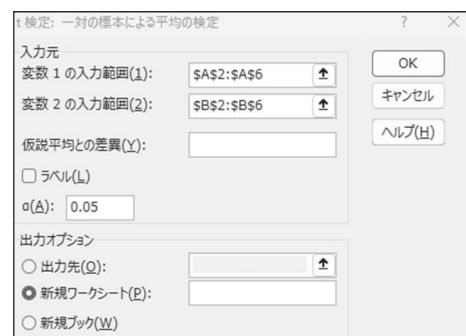 t 検定: 一対の標本による平均の検定 ? ×
入力元
変数 1 の入力範囲(1): $A$2:$A$6
変数 2 の入力範囲(2): $B$2:$B$6
仮説平均との差異(Y):
ラベル(L)
α(A): 0.05
出力オプション
出力先(O):
新規ワークシート(P):
新規ブック(W)
OK
キャンセル
ヘルプ(H)